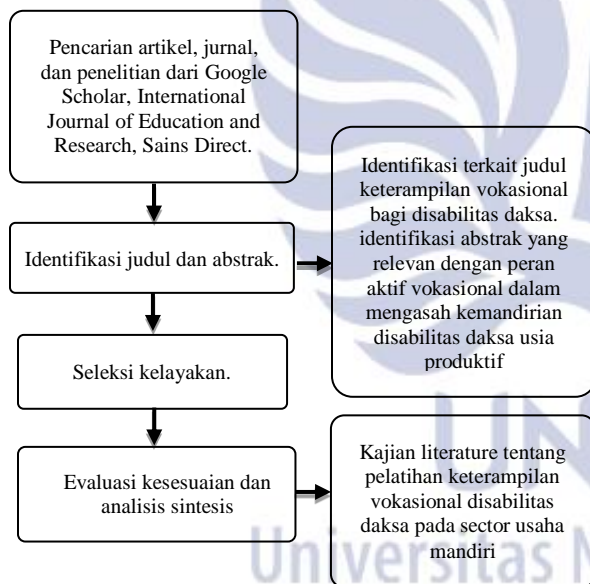 Pencarian artikel, jurnal,
dan penelitian dari Google
Scholar, International
Journal of Education and
Research, Sains Direct.
Identifikasi judul dan abstrak.
Identifikasi terkait judul
keterampilan vokasional
bagi disabilitas daksa.
identifikasi abstrak yang
relevan dengan peran
aktif vokasional dalam
mengasah kemandirian
disabilitas daksa usia
produktif
Seleksi kelayakan.
Evaluasi kesesuaian dan
analisis sintesis
Kajian literature tentang
pelatihan keterampilan
vokasional disabilitas
daksa pada sector usaha
mandiri
UN
Universitas N